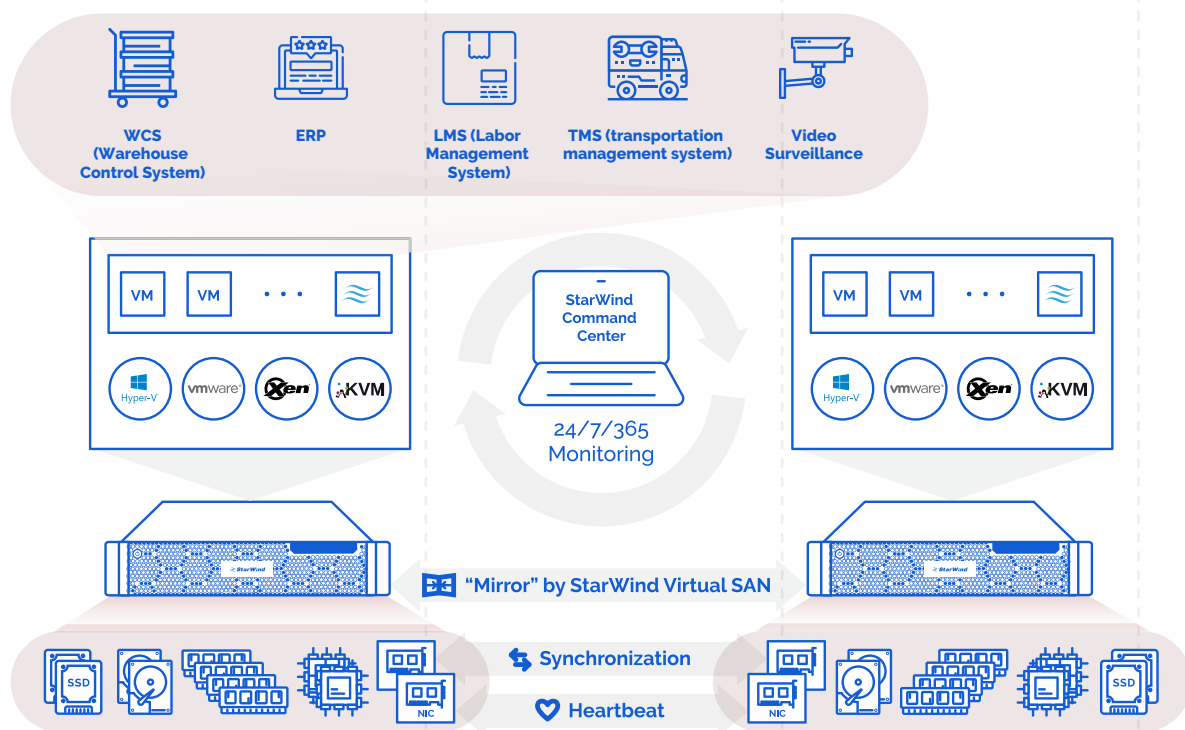 WCS
(Warehouse
Control System)
ERP
LMS (Labor
Management
System)
TMS (transportation
management system)
Video
Surveillance
VM
VM
Hyper-V
vmware®
Xen
KVM
StarWind
Command
Center
24/7/365
Monitoring
VM
VM
Hyper-V
vmware®
Xen
KVM
StarWind
StarWind
“Mirror” by StarWind Virtual SAN
Synchronization
Heartbeat
SSD
NIC
NIC
SSD